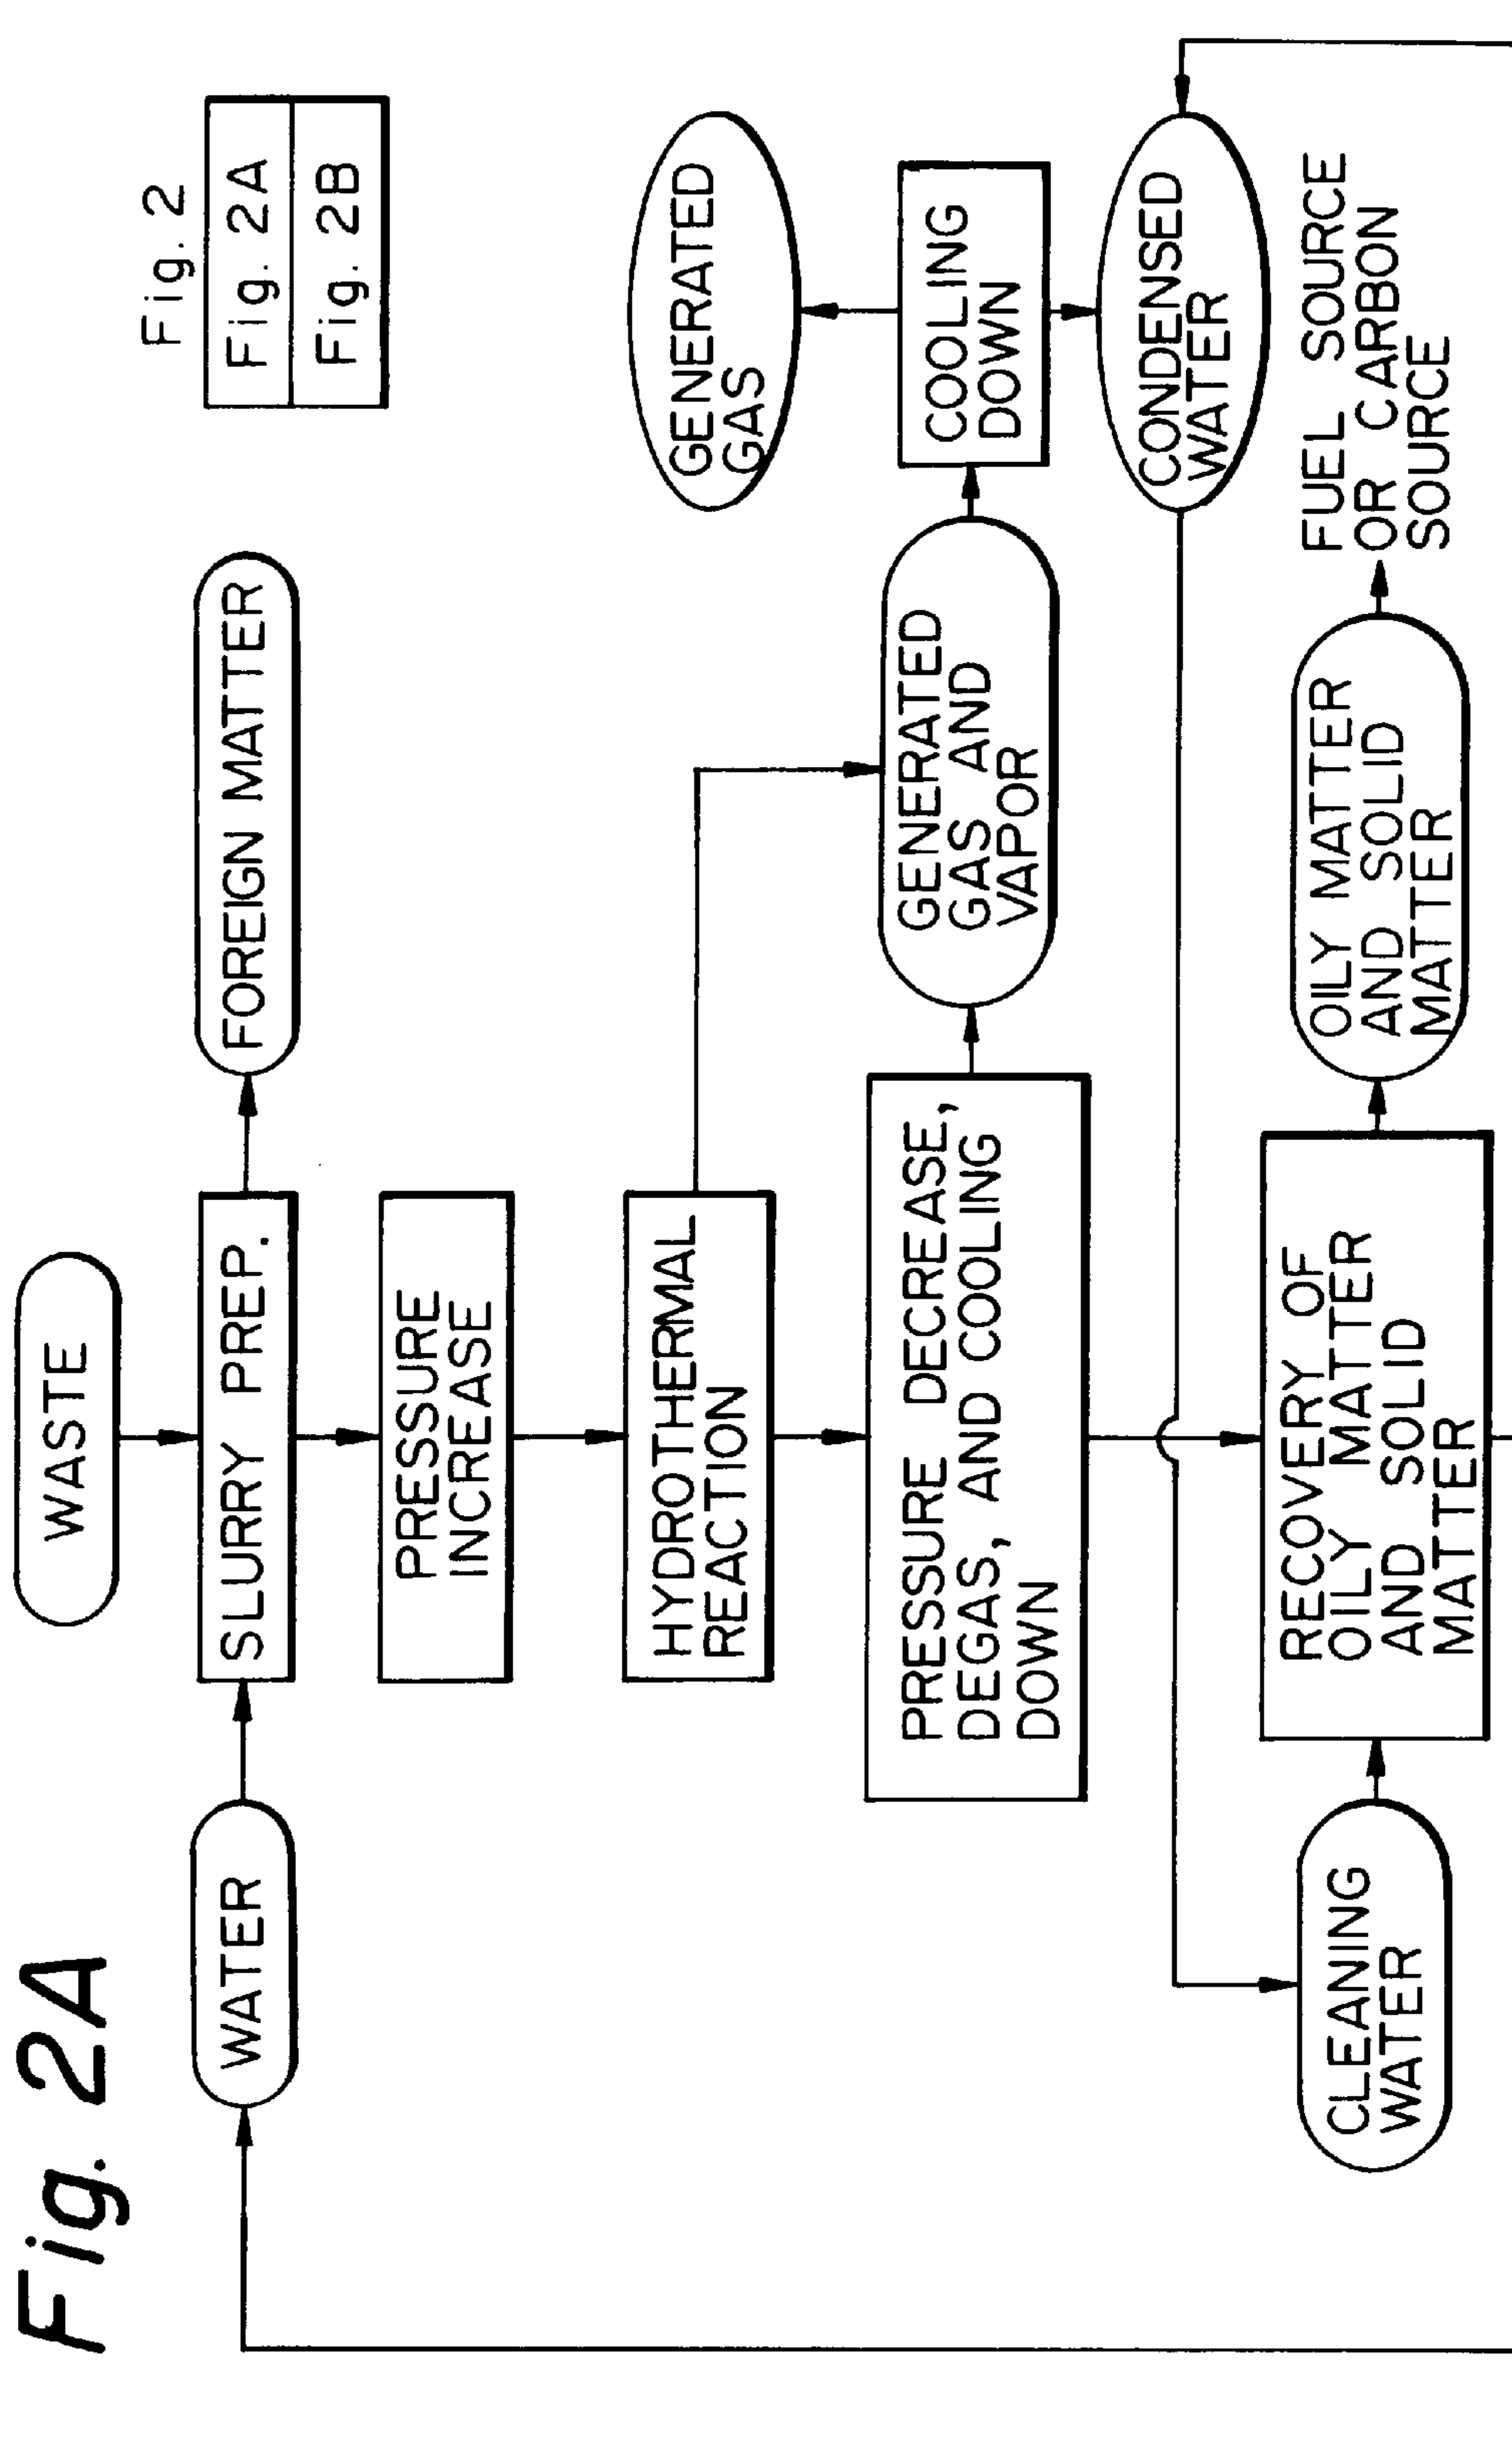 Fig. 2A
Fig. 2
Fig. 2A
Fig. 2B
WASTE
WATER
SLURRY PREP.
FOREIGN MATTER
PRESSURE
INCREASE
HYDROTHERMAL
REACTION
GENERATED
GAS
PRESSURE DECREASE,
DEGAS, AND COOLING
DOWN
GENERATED
GAS AND
VAPOR
COOLING
DOWN
CONDENSED
WATER
CLEANING
WATER
RECOVERY OF
OILY MATTER
AND SOLID
MATTER
OILY MATTER
AND SOLID
MATTER
FUEL SOURCE
OR CARBON
SOURCE